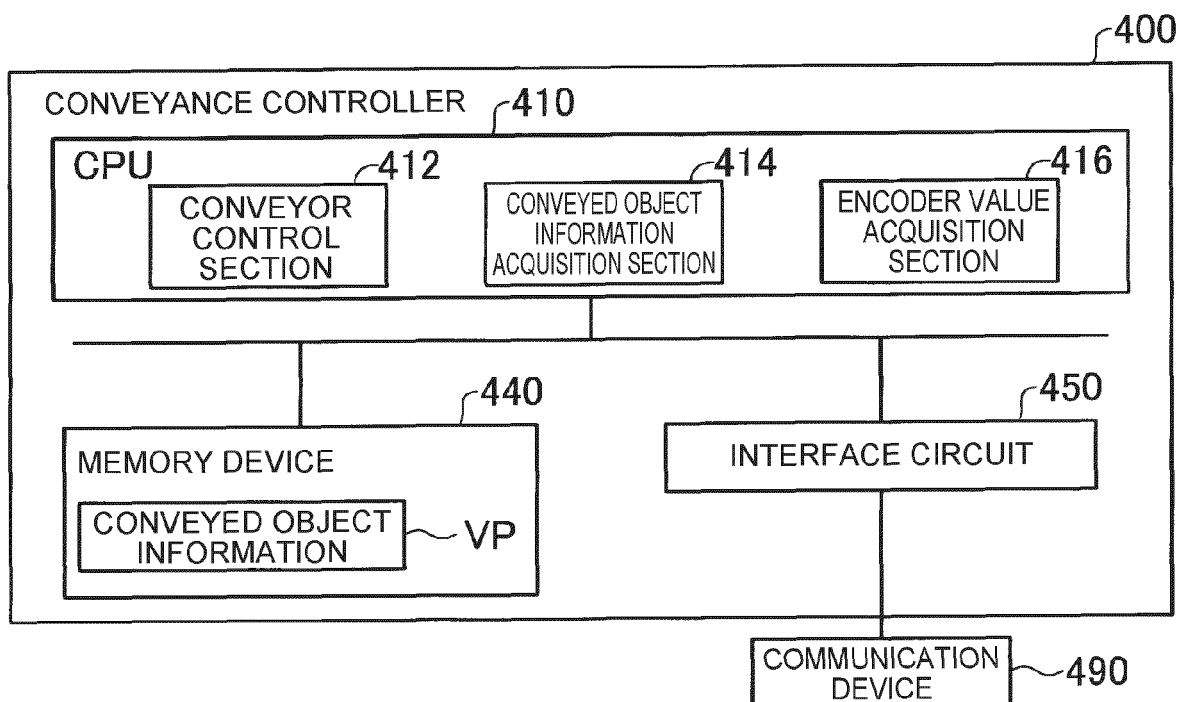 400
CONVEYANCE CONTROLLER
410
CPU
412
CONVEYOR
CONTROL
SECTION
414
CONVEYED OBJECT
INFORMATION
ACQUISITION SECTION
416
ENCODER VALUE
ACQUISITION
SECTION
440
MEMORY DEVICE
CONVEYED OBJECT
INFORMATION
VP
450
INTERFACE CIRCUIT
COMMUNICATION
DEVICE
490